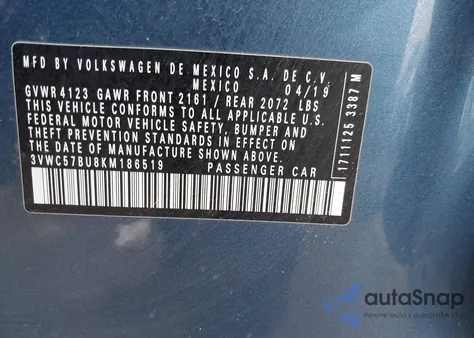 MFD BY VOLKSWAGEN DE MEXICO S.A. DE C.V.
MEXICO 04/19
GVWR 4123 GAWR FRONT 2161 / REAR 2072 LBS
THIS VEHICLE CONFORMS TO ALL APPLICABLE
FEDERAL MOTOR VEHICLE SAFETY, BUMPER AND
THEFT PREVENTION STANDARDS IN EFFECT ON
THE DATE OF MANUFACTURE SHOWN ABOVE.
3VWC57BU8KM186519 PASSENGER CAR
1711125 3387 M
autoSnap